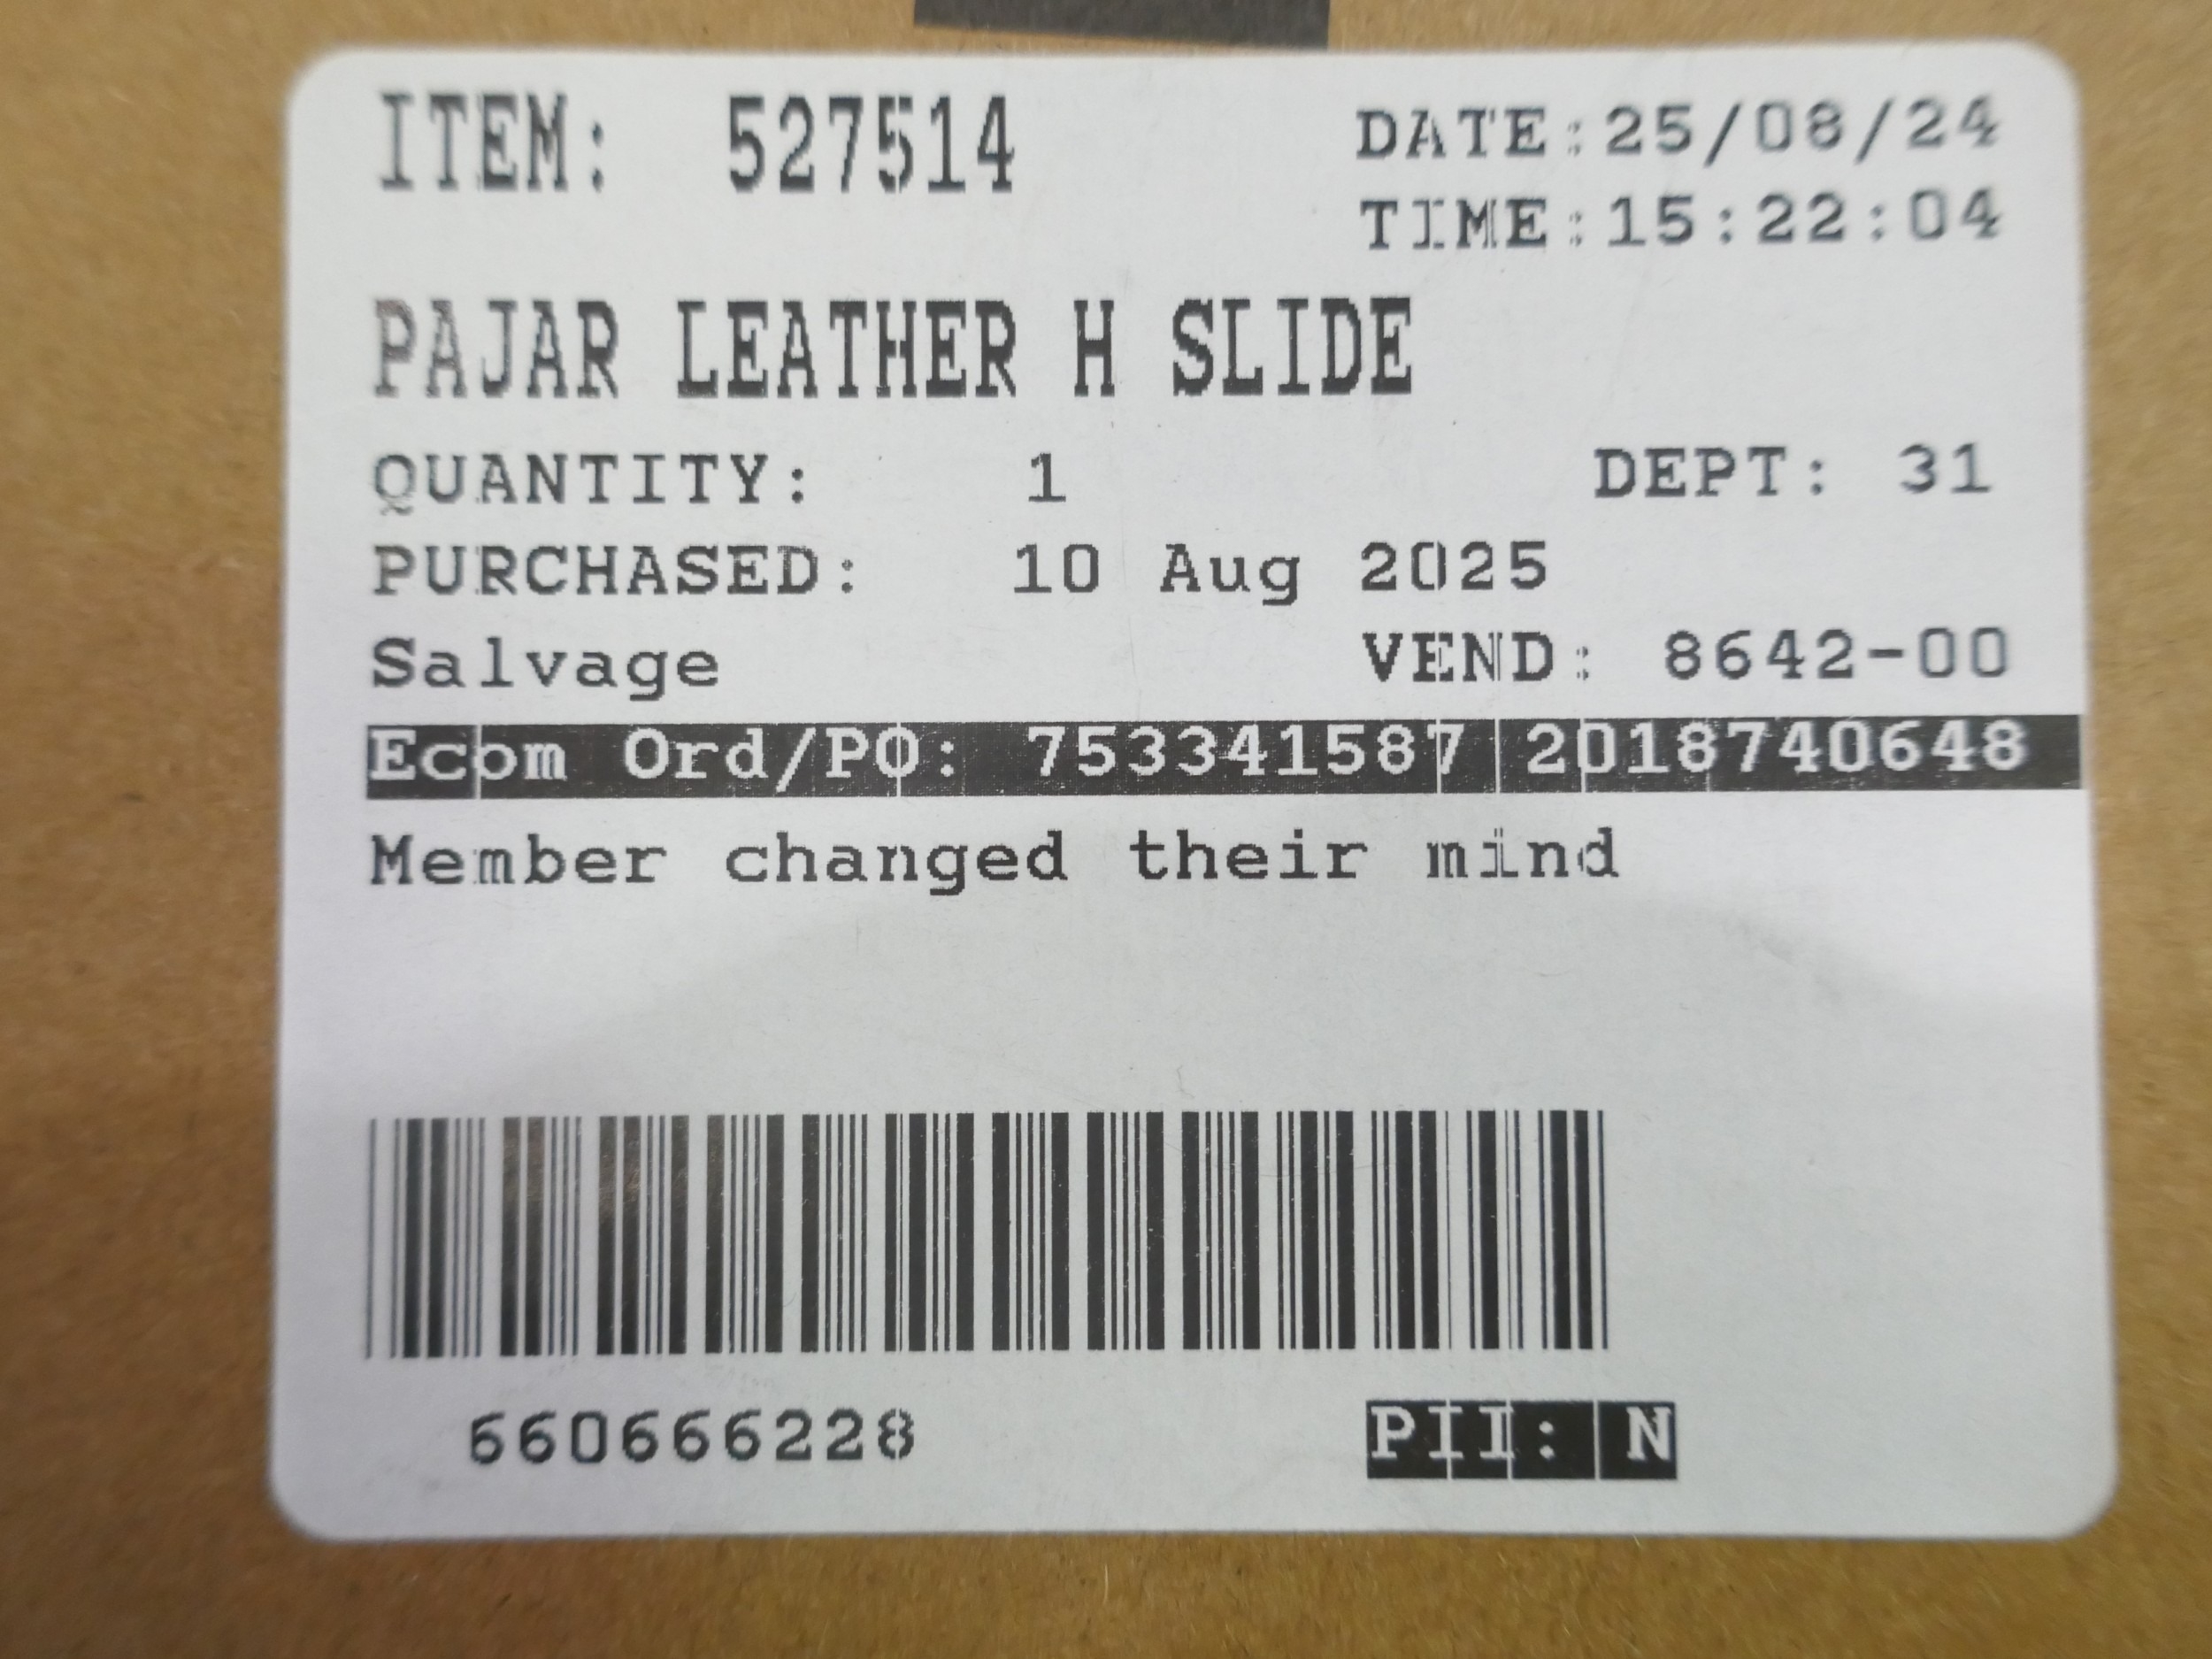 ITEM: 527514
DATE:25/08/24
TIME:15:22:04
PAJAR LEATHER H SLIDE
QUANTITY: 1 DEPT: 31
PURCHASED: 10 Aug 2025
Salvage VEND: 8642-00
Ecom Ord/PO: 753341587 2018740648
Member changed their mind
660666228 PII: N